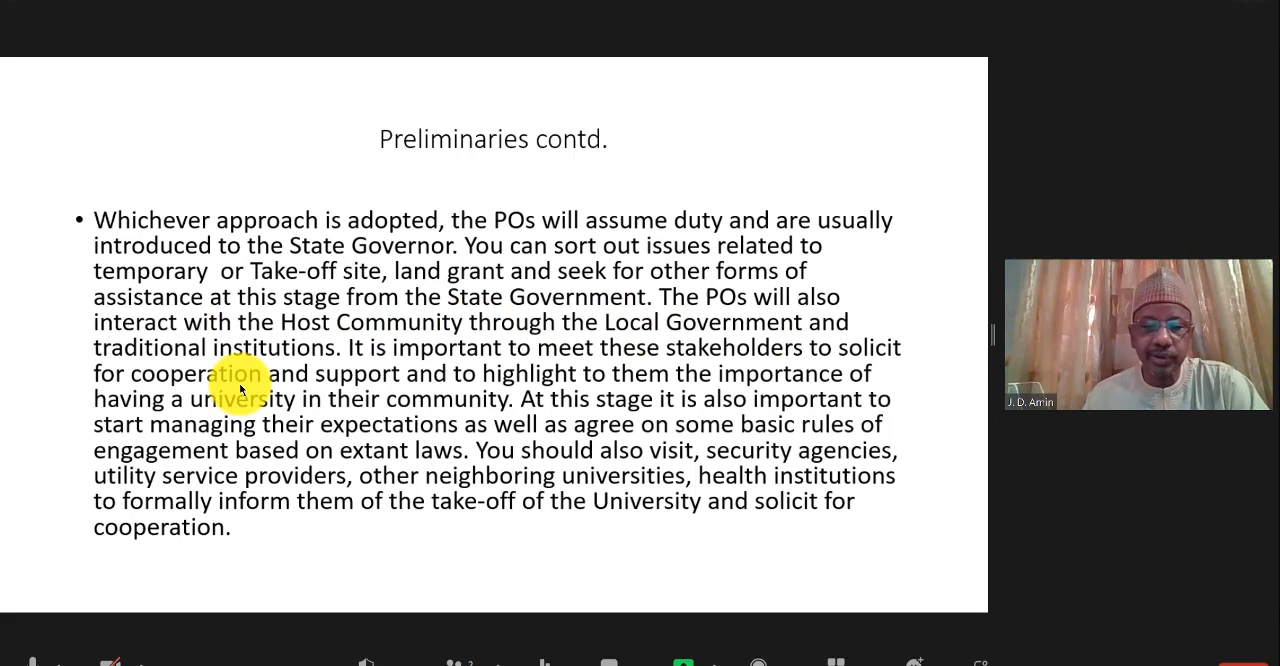 Preliminaries contd.
• Whichever approach is adopted, the POs will assume duty and are usually
introduced to the State Governor. You can sort out issues related to
temporary  or Take-off site, land grant and seek for other forms of
assistance at this stage from the State Government. The POs will also
interact with the Host Community through the Local Government and
traditional institutions. It is important to meet these stakeholders to solicit
for cooperation and support and to highlight to them the importance of
having a university in their community. At this stage it is also important to
start managing their expectations as well as agree on some basic rules of
engagement based on extant laws. You should also visit, security agencies,
utility service providers, other neighboring universities, health institutions
to formally inform them of the take-off of the University and solicit for
cooperation.
J. D. Amin
2